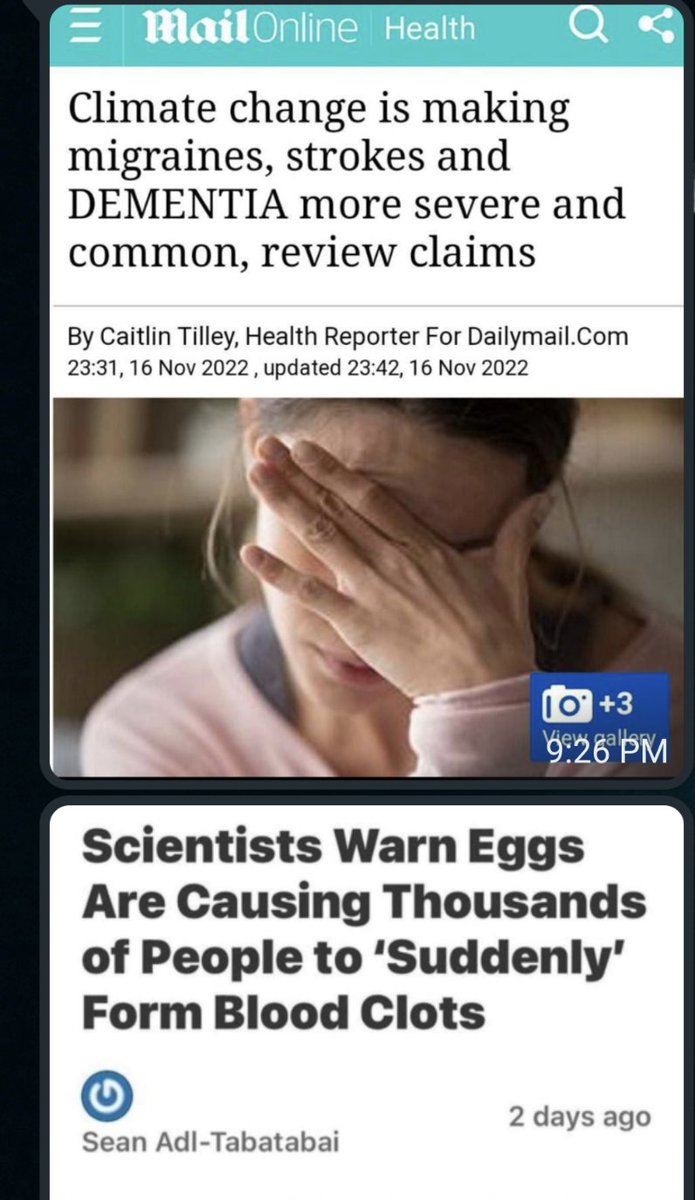 Mail Online Health
Climate change is making
migraines, strokes and
DEMENTIA more severe and
common, review claims
By Caitlin Tilley, Health Reporter For Dailymail.Com
23:31, 16 Nov 2022 , updated 23:42, 16 Nov 2022
+3
View gallery
9:26 PM
Scientists Warn Eggs
Are Causing Thousands
of People to ‘Suddenly’
Form Blood Clots
2 days ago
Sean Adl-Tabatabai